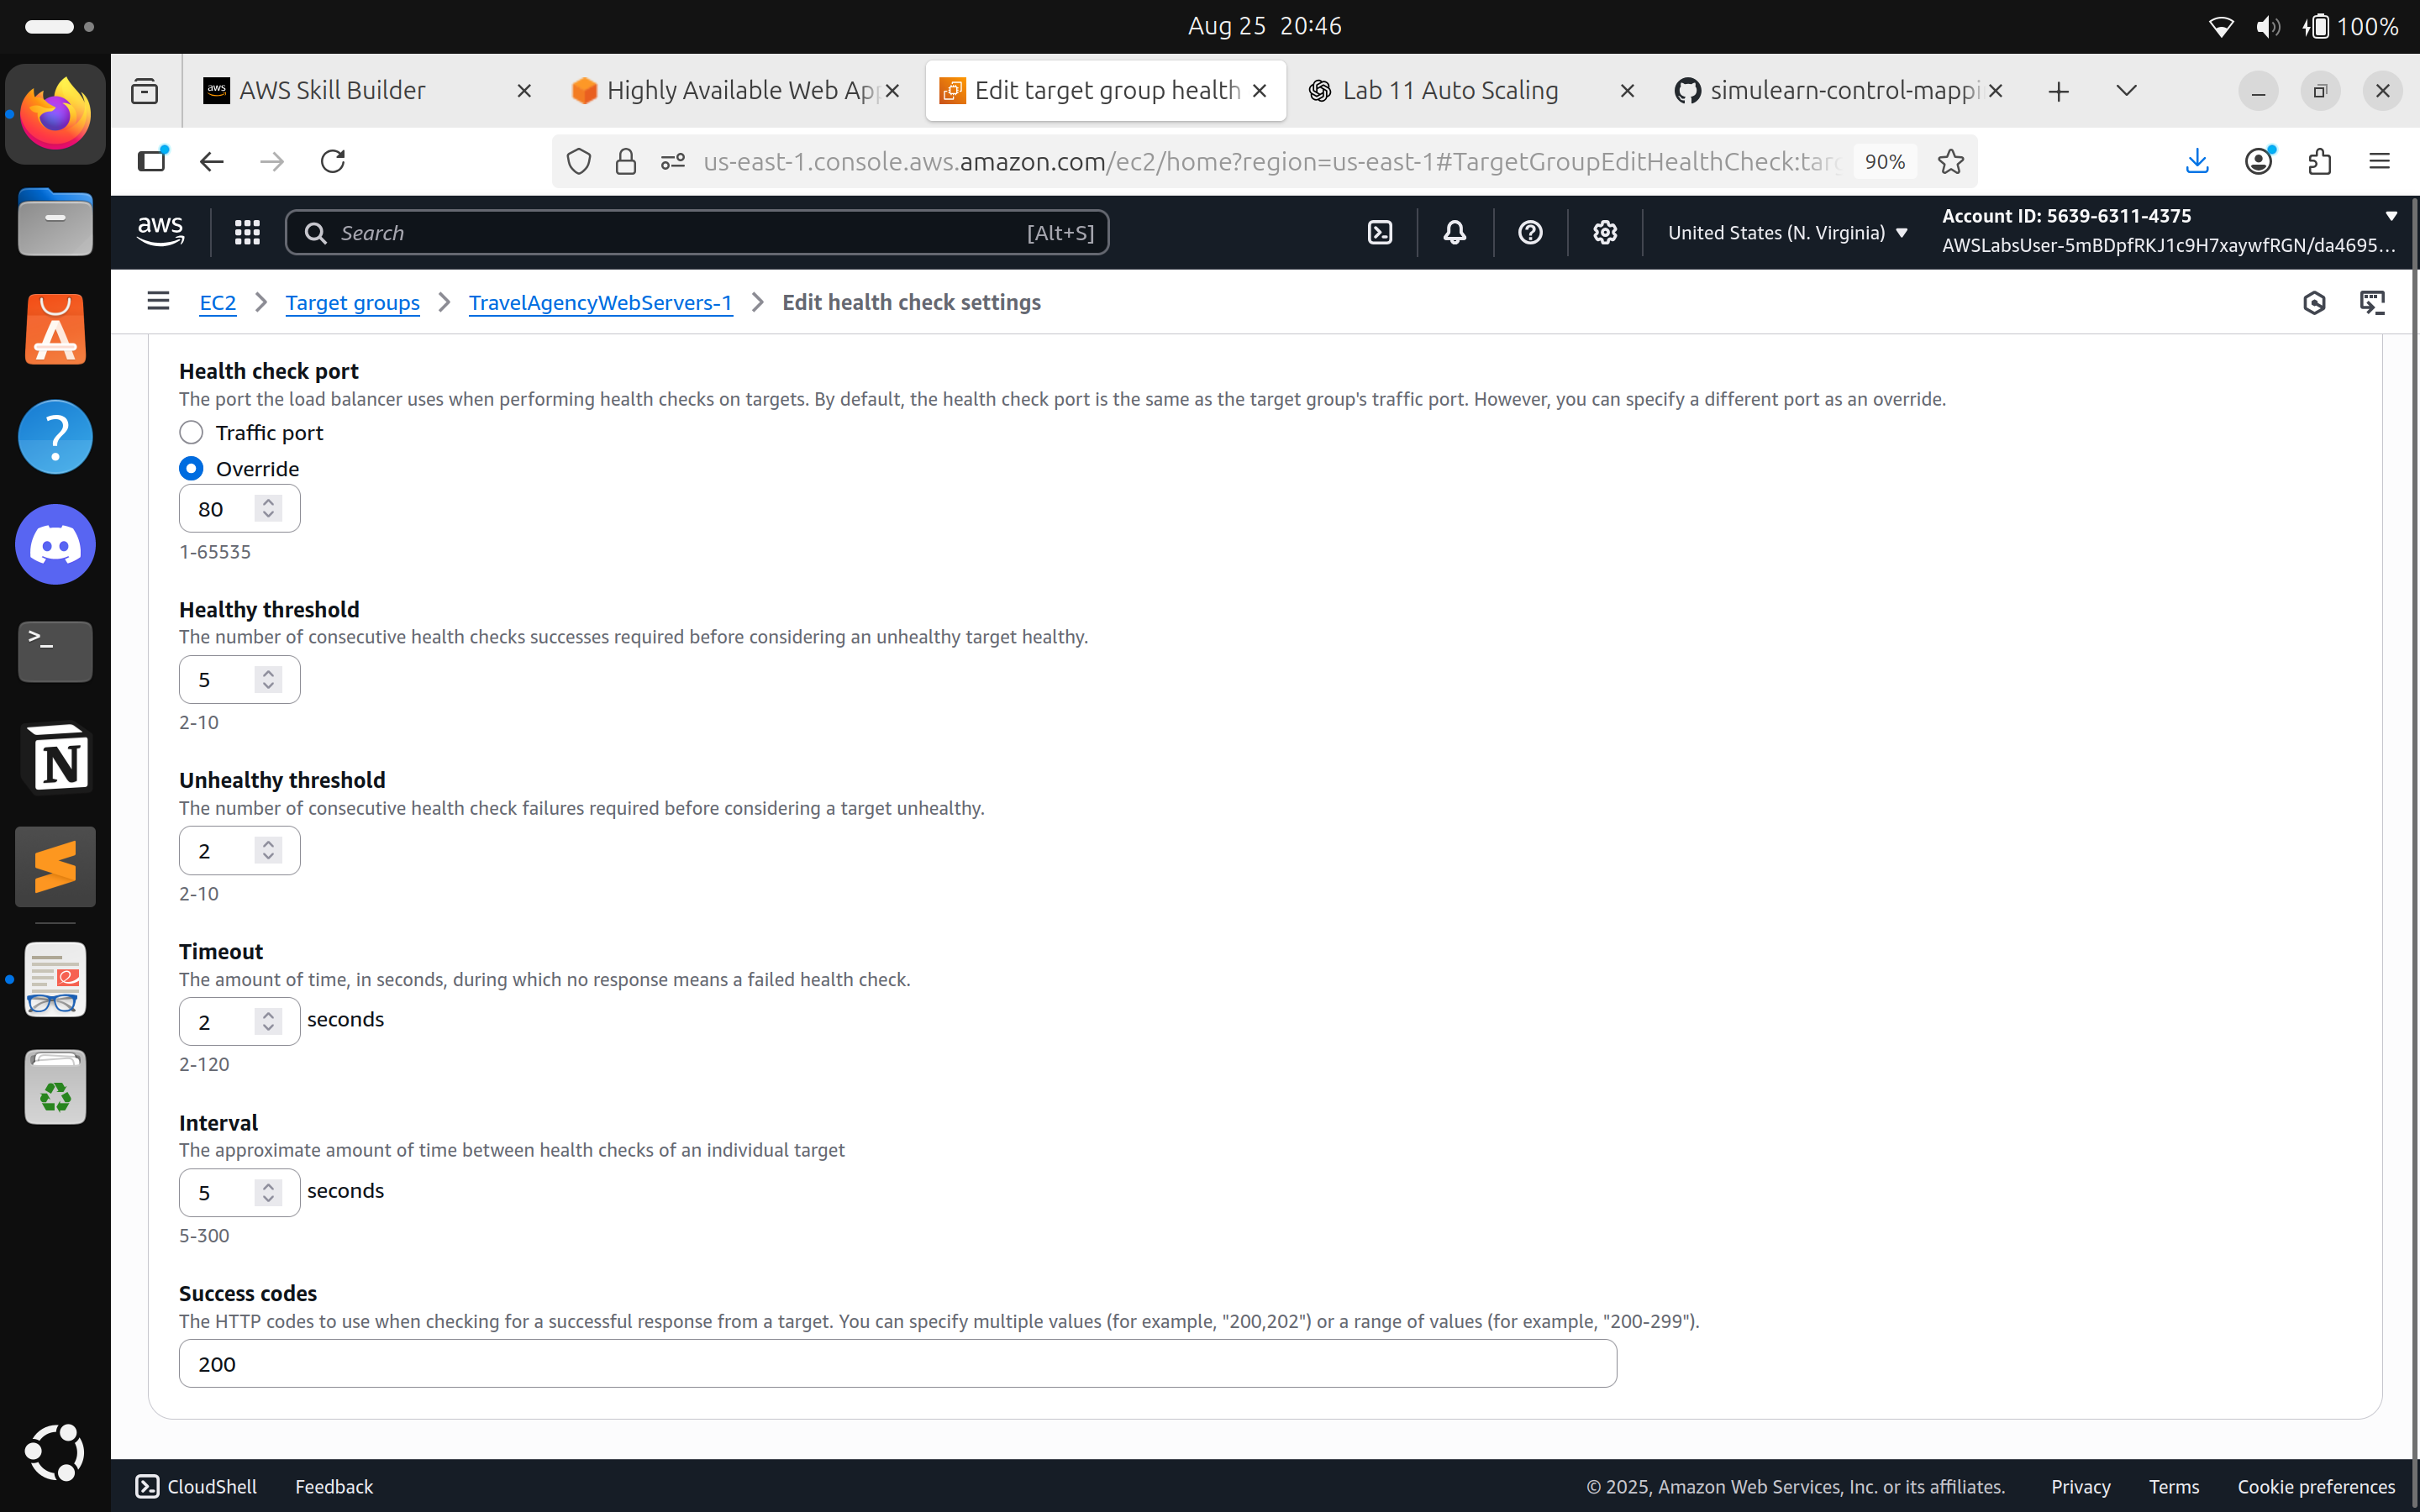 Aug 25 20:46
100%
aws
AWS Skill Builder
Highly Available Web App
Edit target group health
Lab 11 Auto Scaling
simulearn-control-mappi
us-east-1.console.aws.amazon.com/ec2/home?region=us-east-1#TargetGroupEditHealthCheck:targ
90%
aws
Search
[Alt+S]
United States (N. Virginia)
Account ID: 5639-6311-4375
AWSLabsUser-5mBDpfRKJ1c9H7xaywfRGN/da4695...
EC2
Target groups
TravelAgencyWebServers-1
Edit health check settings
Health check port
The port the load balancer uses when performing health checks on targets. By default, the health check port is the same as the target group's traffic port. However, you can specify a different port as an override.
Traffic port
Override
80
1-65535
Healthy threshold
The number of consecutive health checks successes required before considering an unhealthy target healthy.
5
2-10
Unhealthy threshold
The number of consecutive health check failures required before considering a target unhealthy.
2
2-10
Timeout
The amount of time, in seconds, during which no response means a failed health check.
2 seconds
2-120
Interval
The approximate amount of time between health checks of an individual target
5 seconds
5-300
Success codes
The HTTP codes to use when checking for a successful response from a target. You can specify multiple values (for example, "200,202") or a range of values (for example, "200-299").
200
CloudShell
Feedback
© 2025, Amazon Web Services, Inc. or its affiliates.
Privacy
Terms
Cookie preferences